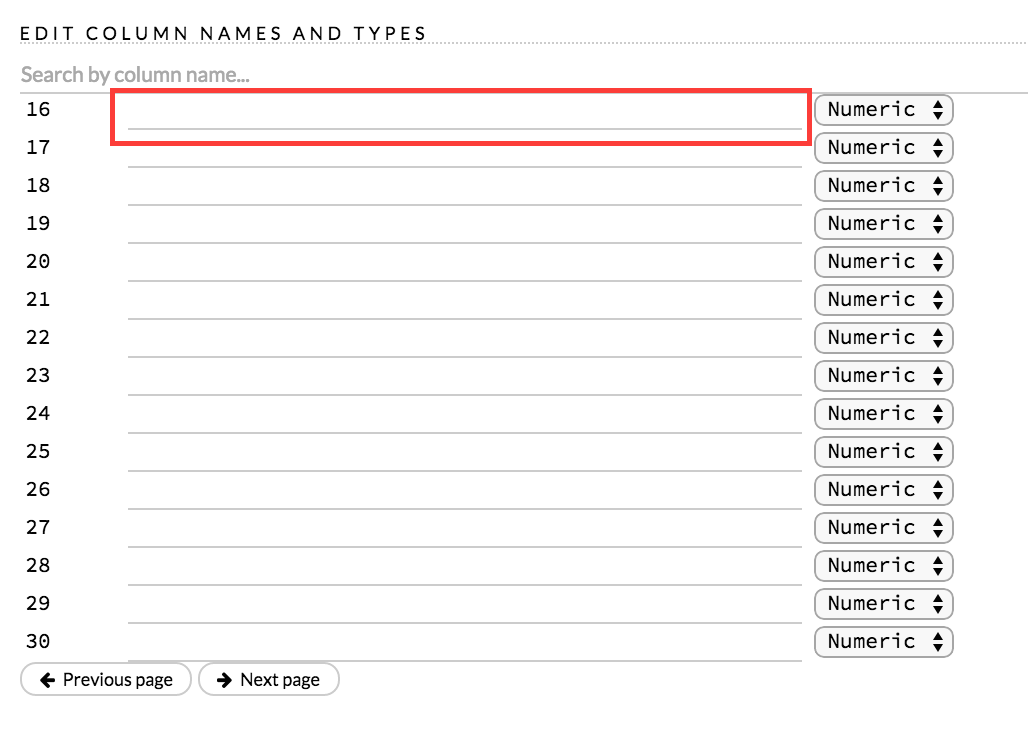 EDIT COLUMN NAMES AND TYPES
Search by column name...
16 Numeric
17 Numeric
18 Numeric
19 Numeric
20 Numeric
21 Numeric
22 Numeric
23 Numeric
24 Numeric
25 Numeric
26 Numeric
27 Numeric
28 Numeric
29 Numeric
30 Numeric
Previous page Next page